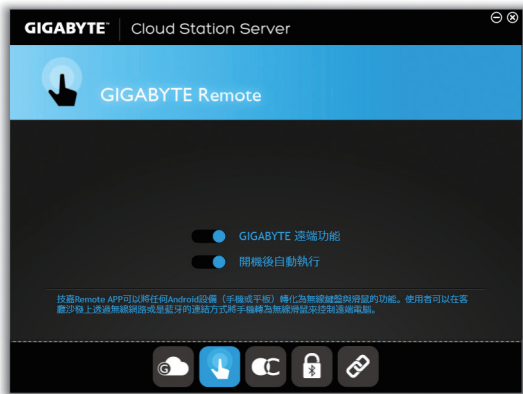 GIGABYTE™ Cloud Station Server
GIGABYTE Remote
GIGABYTE 遠端功能
開機後自動執行
技嘉Remote APP可以將任何Android設備（手機或平板）轉化為無線鍵盤與滑鼠的功能。使用者可以在客
廳沙發上透過無線網路或是藍牙的連結方式將手機轉為無線滑鼠來控制遠端電腦。
G